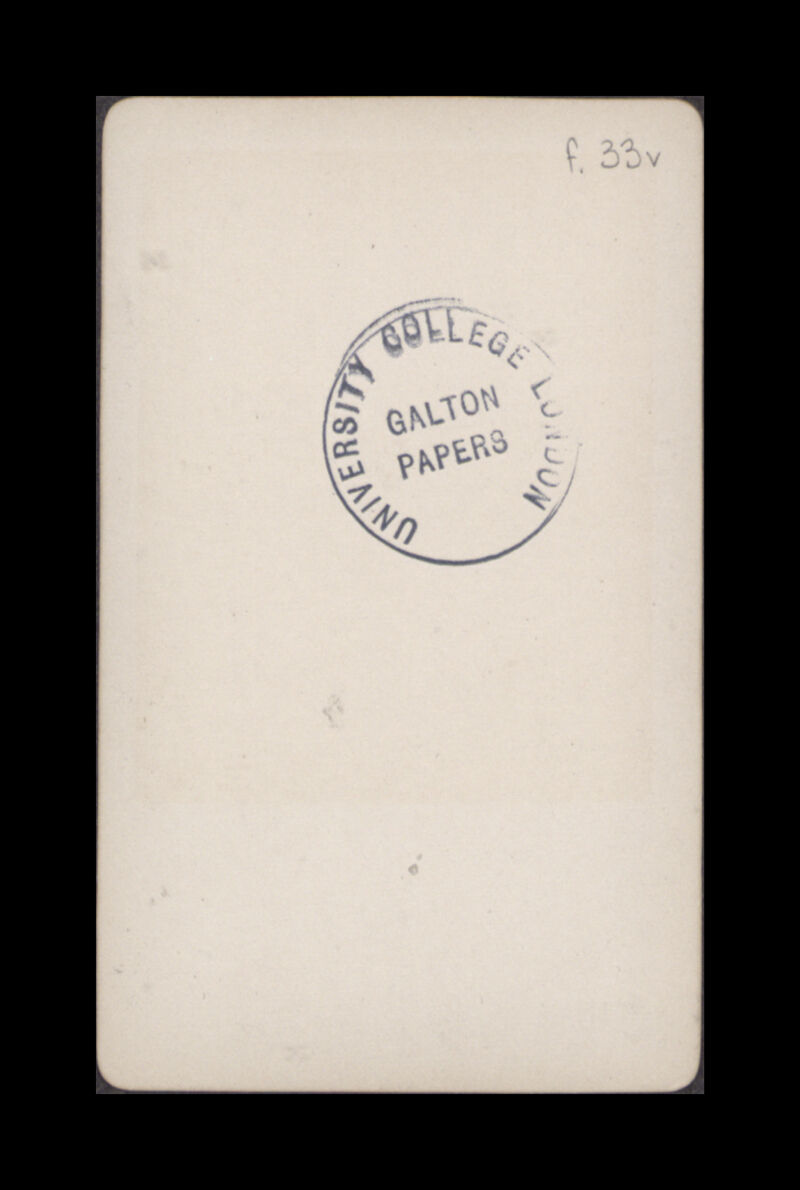 f. 33v
UNIVERSITY COLLEGE LONDON
GALTON
PAPERS